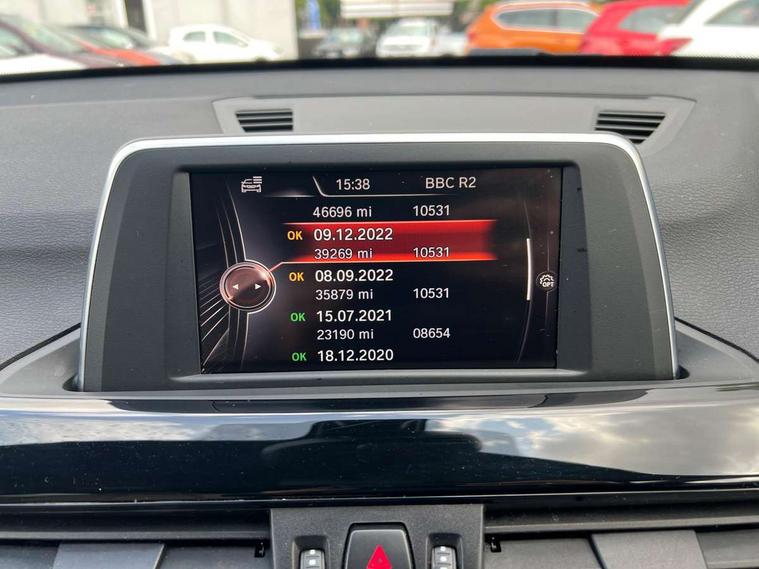 15:38 BBC R2
46696 mi 10531
OK 09.12.2022
39269 mi 10531
OK 08.09.2022
35879 mi 10531
OK 15.07.2021
23190 mi 08654
OK 18.12.2020
OPT